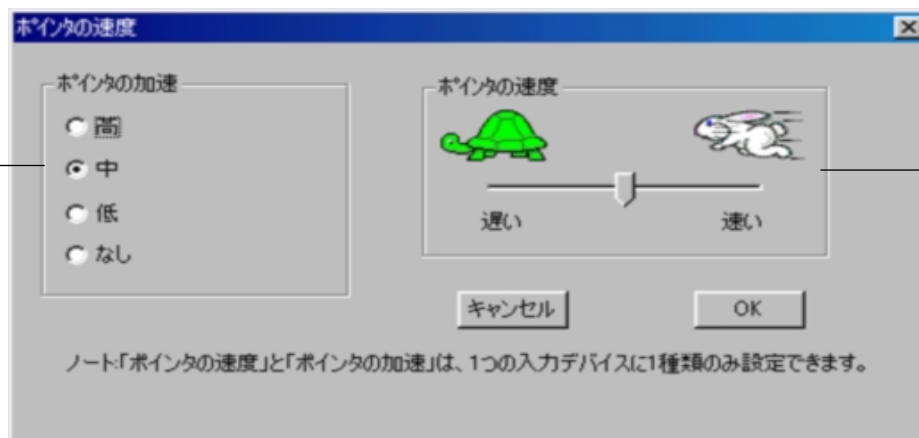 ポインタの速度
ポインタの加速
高
中
低
なし
ポインタの速度
遅い
速い
キャンセル
OK
ノート:「ポインタの速度」と「ポインタの加速」は、1つの入力デバイスに1種類のみ設定できます。